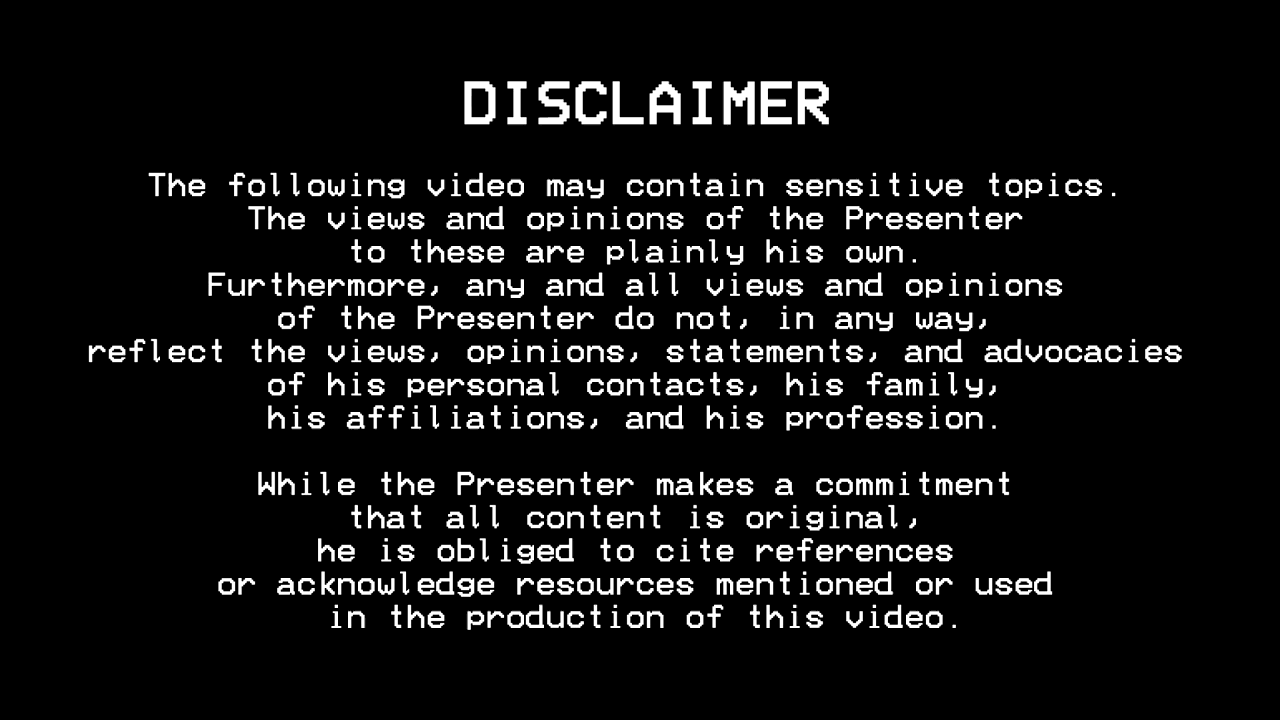 DISCLAIMER
The following video may contain sensitive topics.
The views and opinions of the Presenter
to these are plainly his own.
Furthermore, any and all views and opinions
of the Presenter do not, in any way,
reflect the views, opinions, statements, and advocacies
of his personal contacts, his family,
his affiliations, and his profession.
While the Presenter makes a commitment
that all content is original,
he is obliged to cite references
or acknowledge resources mentioned or used
in the production of this video.